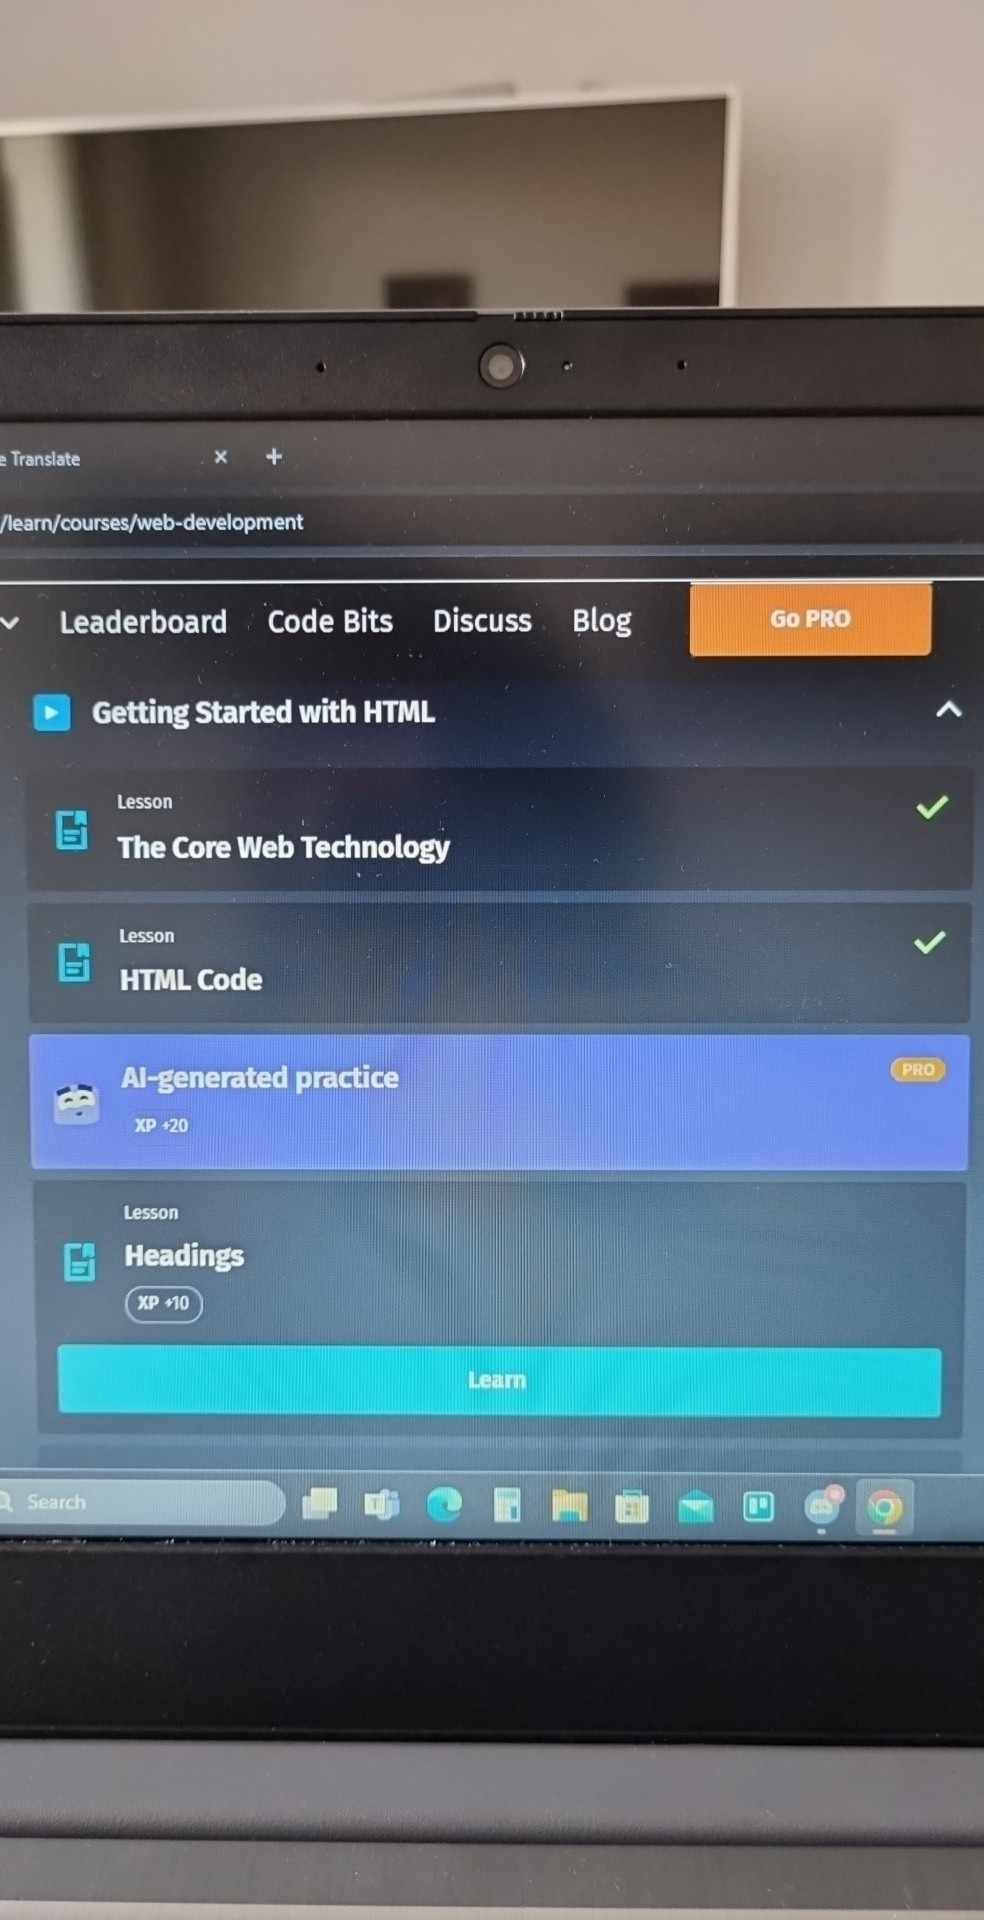 e Translate
/learn/courses/web-development
Leaderboard Code Bits Discuss Blog Go PRO
Getting Started with HTML
Lesson
The Core Web Technology
Lesson
HTML Code
AI-generated practice PRO
XP +20
Lesson
Headings
XP +10
Learn
Search